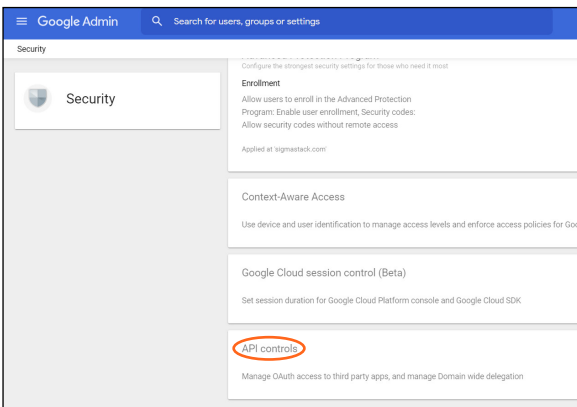 Google Admin
Search for users, groups or settings
Security
Security
Configure the strongest security settings for those who need it most
Enrollment
Allow users to enroll in the Advanced Protection
Program: Enable user enrollment, Security codes:
Allow security codes without remote access
Applied at 'sigmastack.com'
Context-Aware Access
Use device and user identification to manage access levels and enforce access policies for
Google Cloud session control (Beta)
Set session duration for Google Cloud Platform console and Google Cloud SDK
API controls
Manage OAuth access to third party apps, and manage Domain wide delegation